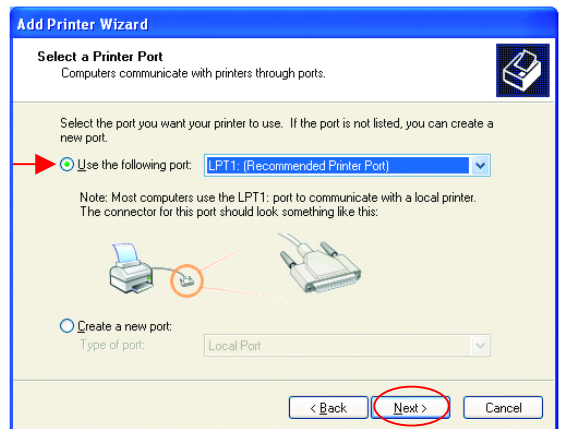 Add Printer Wizard
Select a Printer Port
Computers communicate with printers through ports.
Select the port you want your printer to use. If the port is not listed, you can create a
new port.
Use the following port: LPT1: (Recommended Printer Port)
Note: Most computers use the LPT1: port to communicate with a local printer.
The connector for this port should look something like this:
Create a new port:
Type of port: Local Port
< Back Next > Cancel